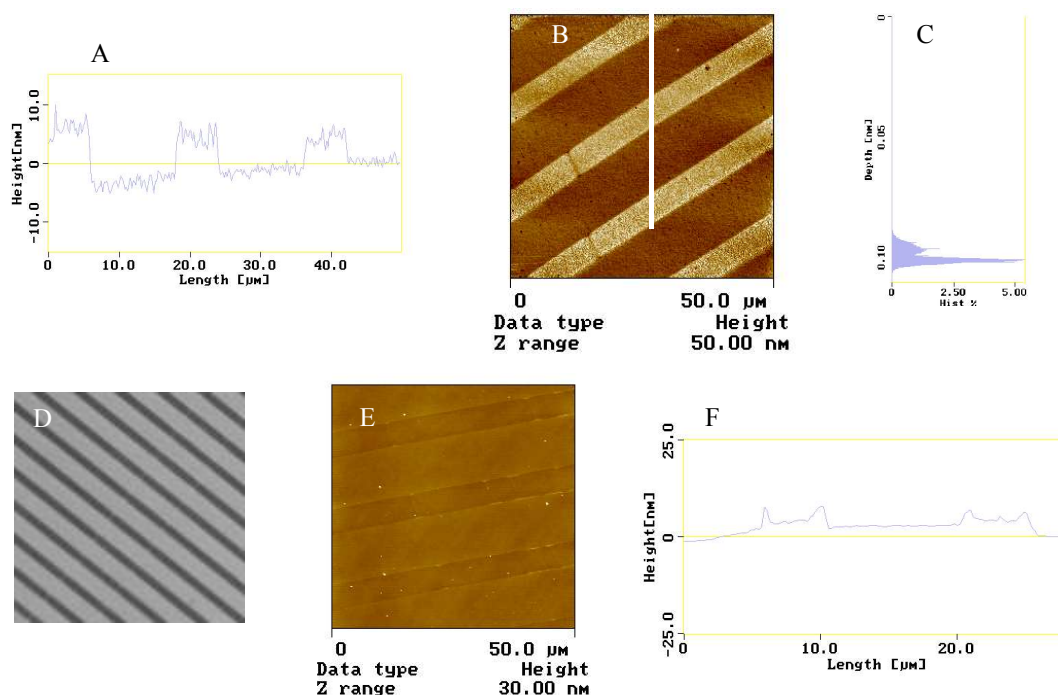 A
Height[nm]
10.0
0
-10.0
0 10.0 20.0 30.0 40.0
Length [µm]
B
0 50.0 µm
Data type Height
Z range 50.00 nm
C
Depth [nm]
0
0.05
0.10
0 2.50 5.00
Hist %
D
E
0 50.0 µm
Data type Height
Z range 30.00 nm
F
Height[nm]
25.0
0
-25.0
0 10.0 20.0
Length [µm]